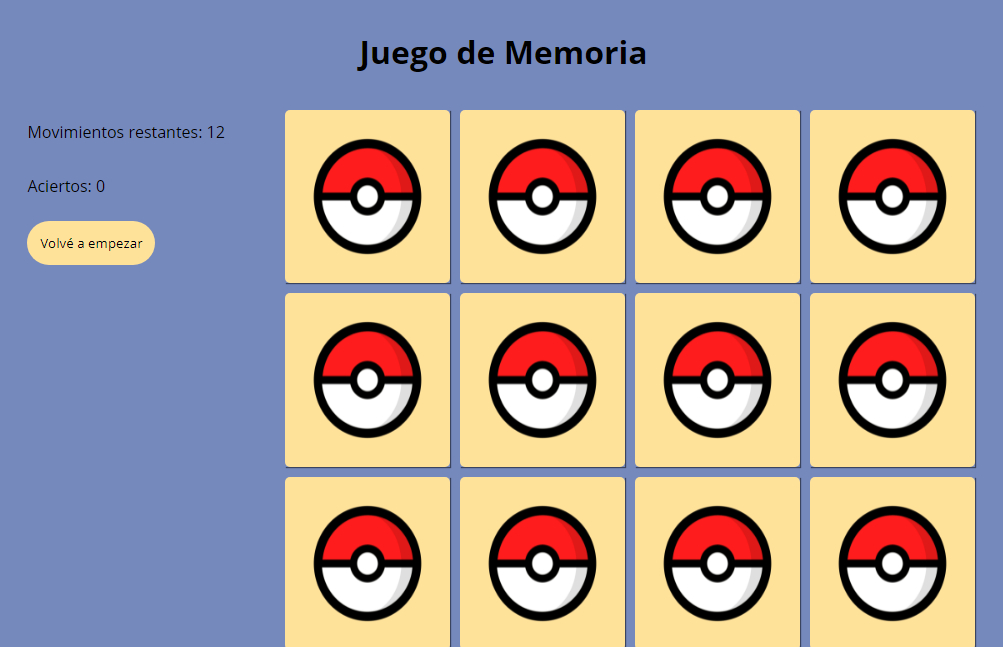 Juego de Memoria
Movimientos restantes: 12
Aciertos: 0
Volvé a empezar